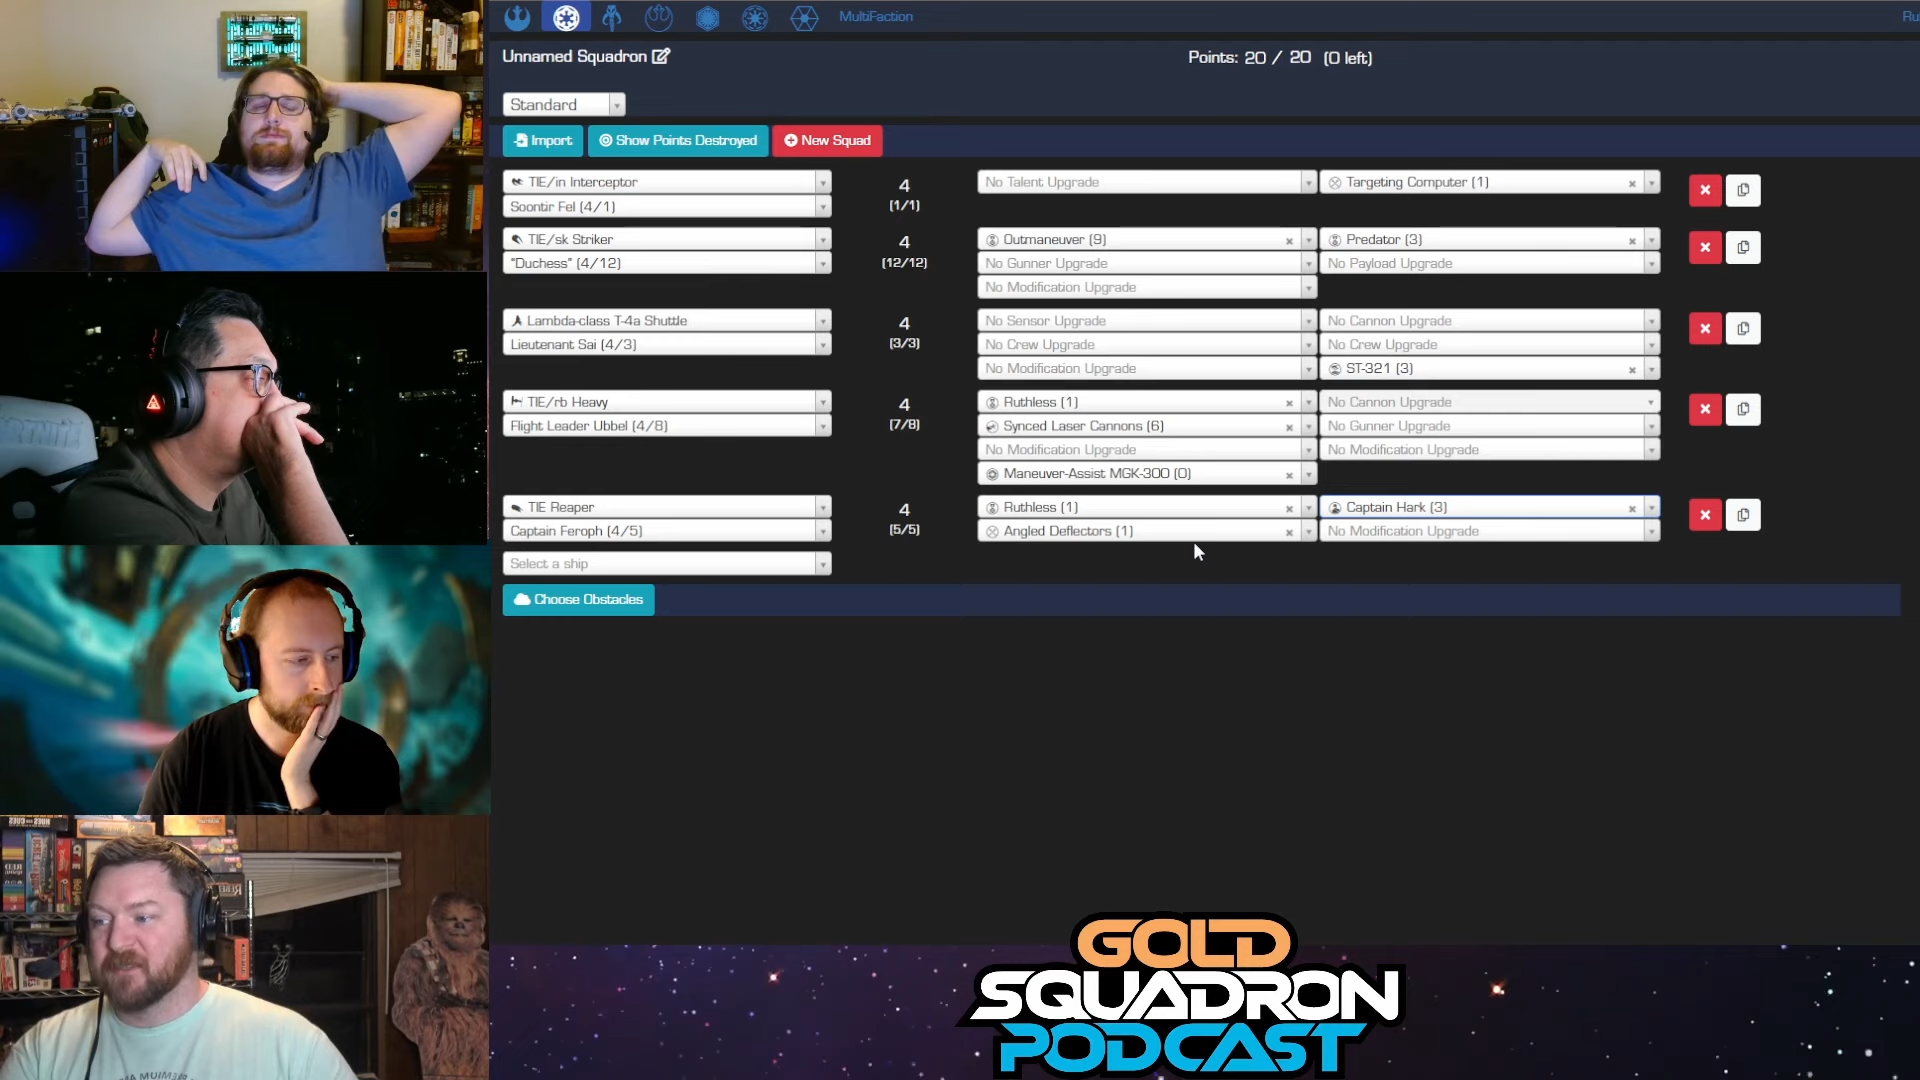 MultiFaction
Ru
Unnamed Squadron
Points: 20 / 20 (0 left)
Standard
Import
Show Points Destroyed
New Squad
TIE/in Interceptor
4
No Talent Upgrade
Targeting Computer (1)
Soontir Fel (4/1)
(1/1)
TIE/sk Striker
4
Outmaneuver (9)
Predator (3)
"Duchess" (4/12)
(12/12)
No Gunner Upgrade
No Payload Upgrade
No Modification Upgrade
Lambda-class T-4a Shuttle
4
No Sensor Upgrade
No Cannon Upgrade
Lieutenant Sai (4/3)
(3/3)
No Crew Upgrade
No Crew Upgrade
No Modification Upgrade
ST-321 (3)
TIE/rb Heavy
4
Ruthless (1)
No Cannon Upgrade
Flight Leader Ubbel (4/8)
(7/8)
Synced Laser Cannons (6)
No Gunner Upgrade
No Modification Upgrade
No Modification Upgrade
Maneuver-Assist MGK-300 (0)
TIE Reaper
4
Ruthless (1)
Captain Hark (3)
Captain Feroph (4/5)
(5/5)
Angled Deflectors (1)
No Modification Upgrade
Select a ship
Choose Obstacles
GOLD
SQUADRON
PODCAST